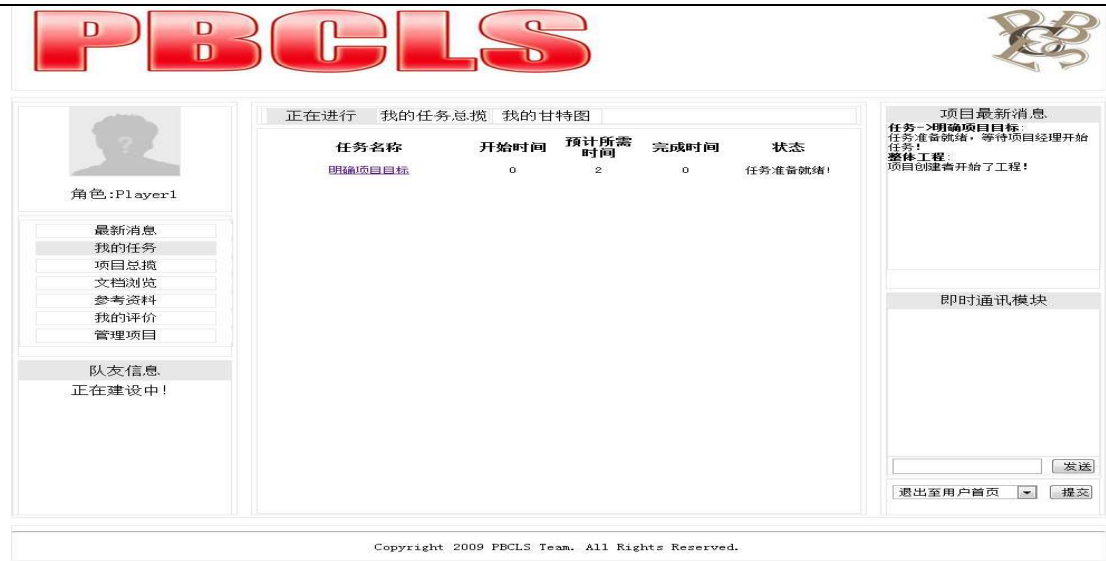 PBCLS
角色:Player1
最新消息
我的任务
项目总揽
文档浏览
参考资料
我的评价
管理项目
队友信息
正在建设中!
正在进行 我的任务总揽 我的甘特图
任务名称 开始时间 预计所需时间 完成时间 状态
明确项目目标 0 2 0 任务准备就绪!
项目最新消息
任务->明确项目目标:
任务准备就绪，等待项目经理开始
任务!
整体工程:
项目创建者开始了工程!
即时通讯模块
发送
退出至用户首页 提交
Copyright 2009 PBCLS Team. All Rights Reserved.